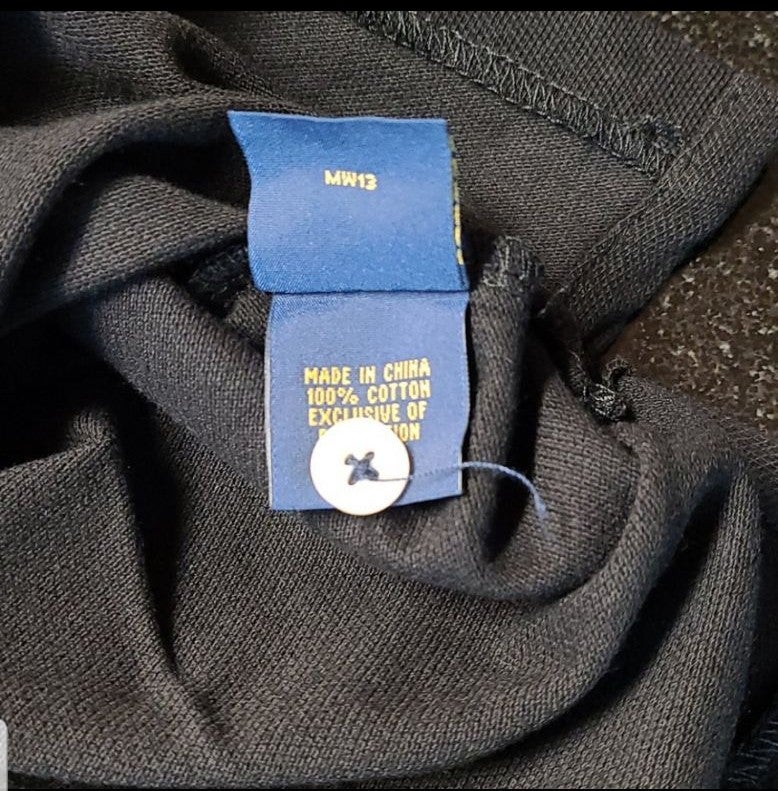 MW13
MADE IN CHINA
100% COTTON
EXCLUSIVE OF